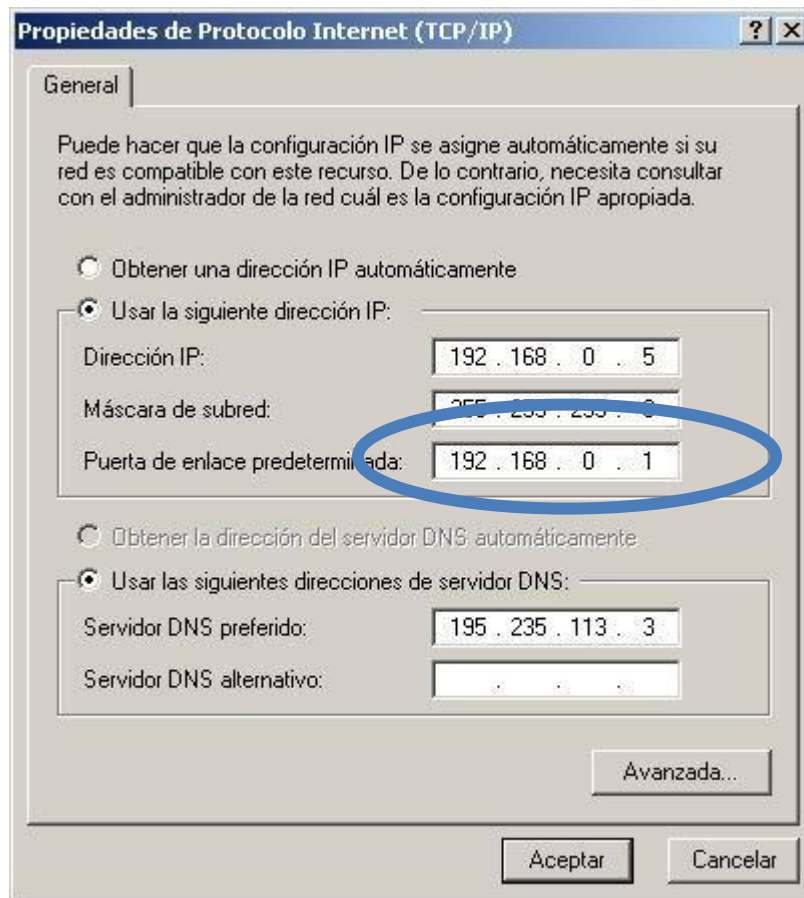 Propiedades de Protocolo Internet (TCP/IP)
General
Puede hacer que la configuración IP se asigne automáticamente si su
red es compatible con este recurso. De lo contrario, necesita consultar
con el administrador de la red cuál es la configuración IP apropiada.
Obtener una dirección IP automáticamente
Usar la siguiente dirección IP:
Dirección IP: 192 . 168 . 0 . 5
Máscara de subred:
Puerta de enlace predeterminada: 192 . 168 . 0 . 1
Obtener la dirección del servidor DNS automáticamente
Usar las siguientes direcciones de servidor DNS:
Servidor DNS preferido: 195 . 235 . 113 . 3
Servidor DNS alternativo: . . .
Avanzada...
Aceptar Cancelar